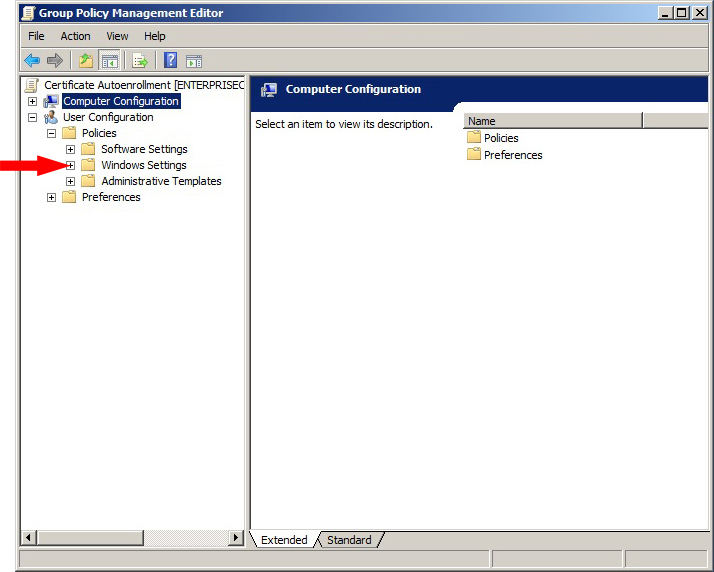 Group Policy Management Editor
File Action View Help
Certificate Autoenrollment [ENTERPRISEC
Computer Configuration
User Configuration
Policies
Software Settings
Windows Settings
Administrative Templates
Preferences
Computer Configuration
Select an item to view its description.
Name
Policies
Preferences
Extended Standard